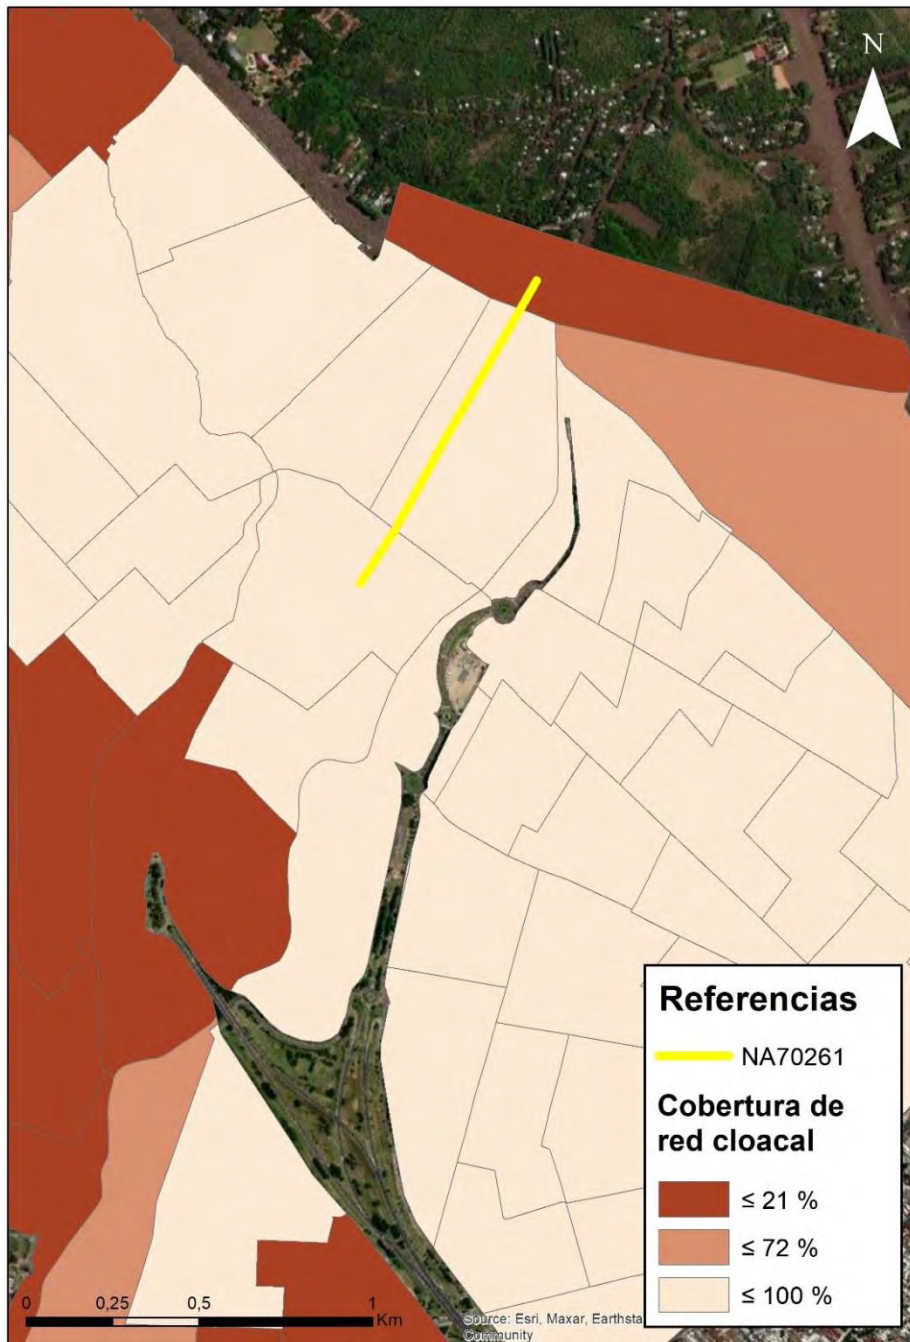 N
Referencias
NA70261
Cobertura de
red cloacal
≤ 21 %
≤ 72 %
≤ 100 %
0 0,25 0,5 1
Km
Source: Esri, Maxar, Earthsta
Community